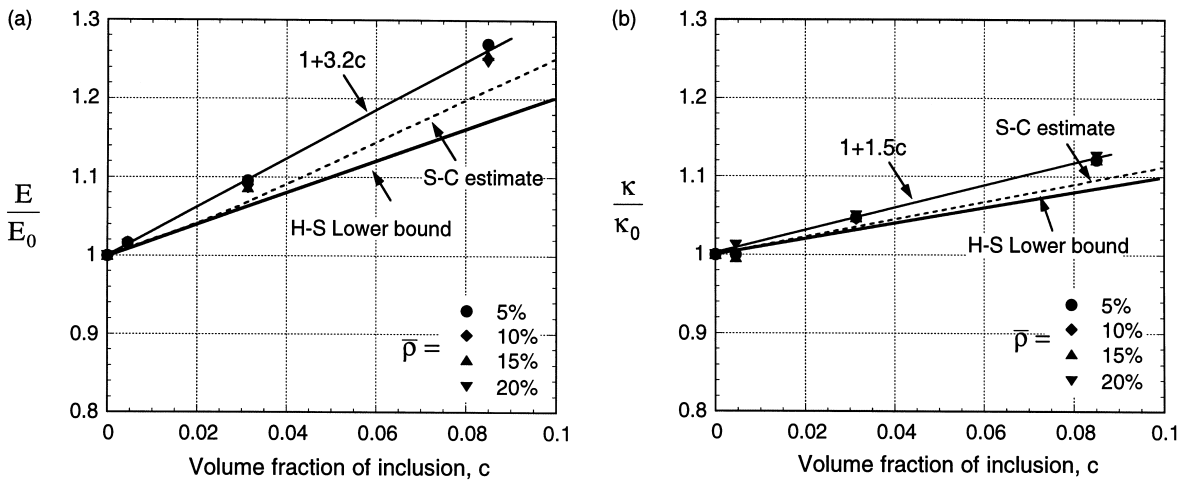 (a)
1.3
1.2
1.1
1
0.9
0.8
E
E0
1+3.2c
S-C estimate
H-S Lower bound
ρ̅ =
5%
10%
15%
20%
0 0.02 0.04 0.06 0.08 0.1
Volume fraction of inclusion, c
(b)
1.3
1.2
1.1
1
0.9
0.8
κ
κ0
1+1.5c
S-C estimate
H-S Lower bound
ρ̅ =
5%
10%
15%
20%
0 0.02 0.04 0.06 0.08 0.1
Volume fraction of inclusion, c